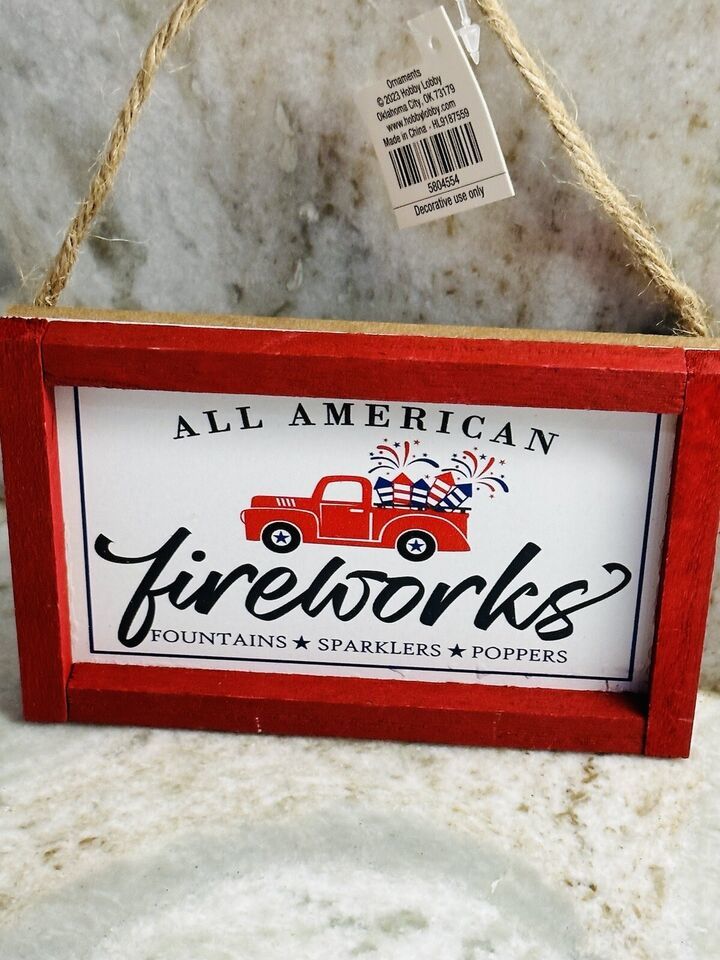 Ornaments
© 2023 Hobby Lobby
Oklahoma City, OK 73179
www.hobbylobby.com
Made in China - HL9187559
5804554
Decorative use only
ALL AMERICAN
fireworks
FOUNTAINS ★ SPARKLERS ★ POPPERS